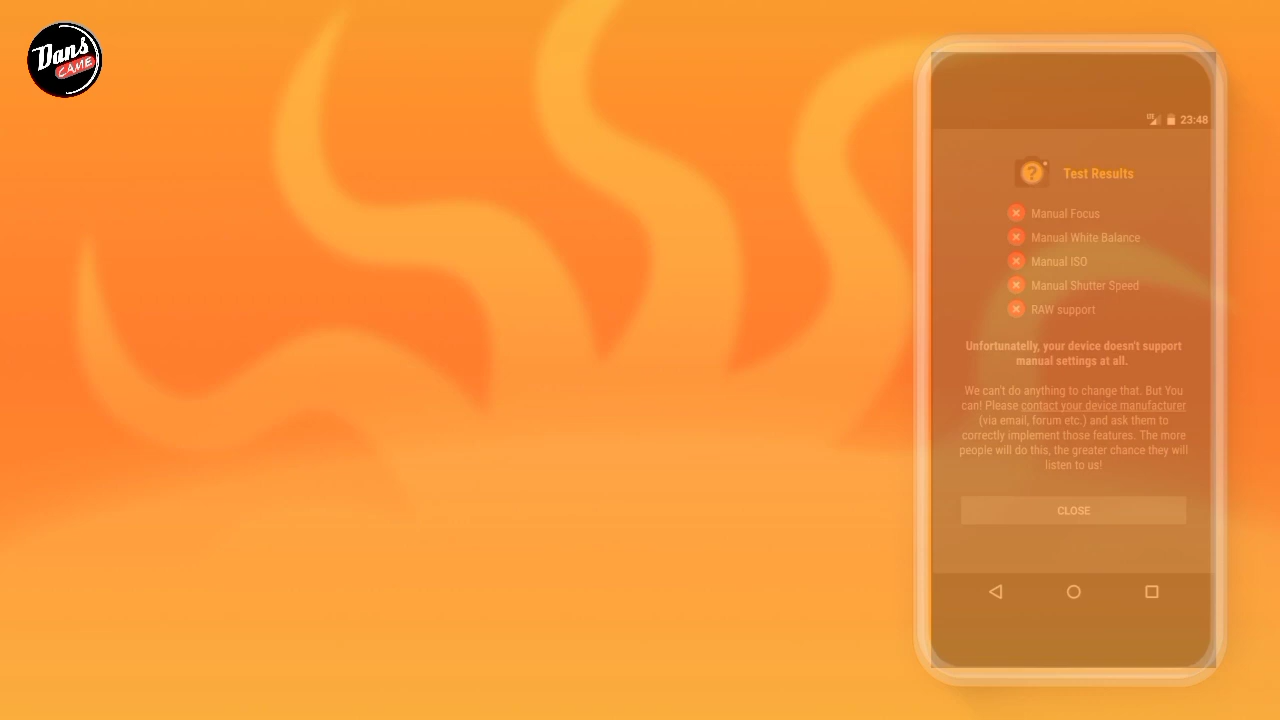 Dans
CAME
LTE
23:48
Test Results
Manual Focus
Manual White Balance
Manual ISO
Manual Shutter Speed
RAW support
Unfortunatelly, your device doesn't support
manual settings at all.
We can't do anything to change that. But You
can! Please contact your device manufacturer
(via email, forum etc.) and ask them to
correctly implement those features. The more
people will do this, the greater chance they will
listen to us!
CLOSE